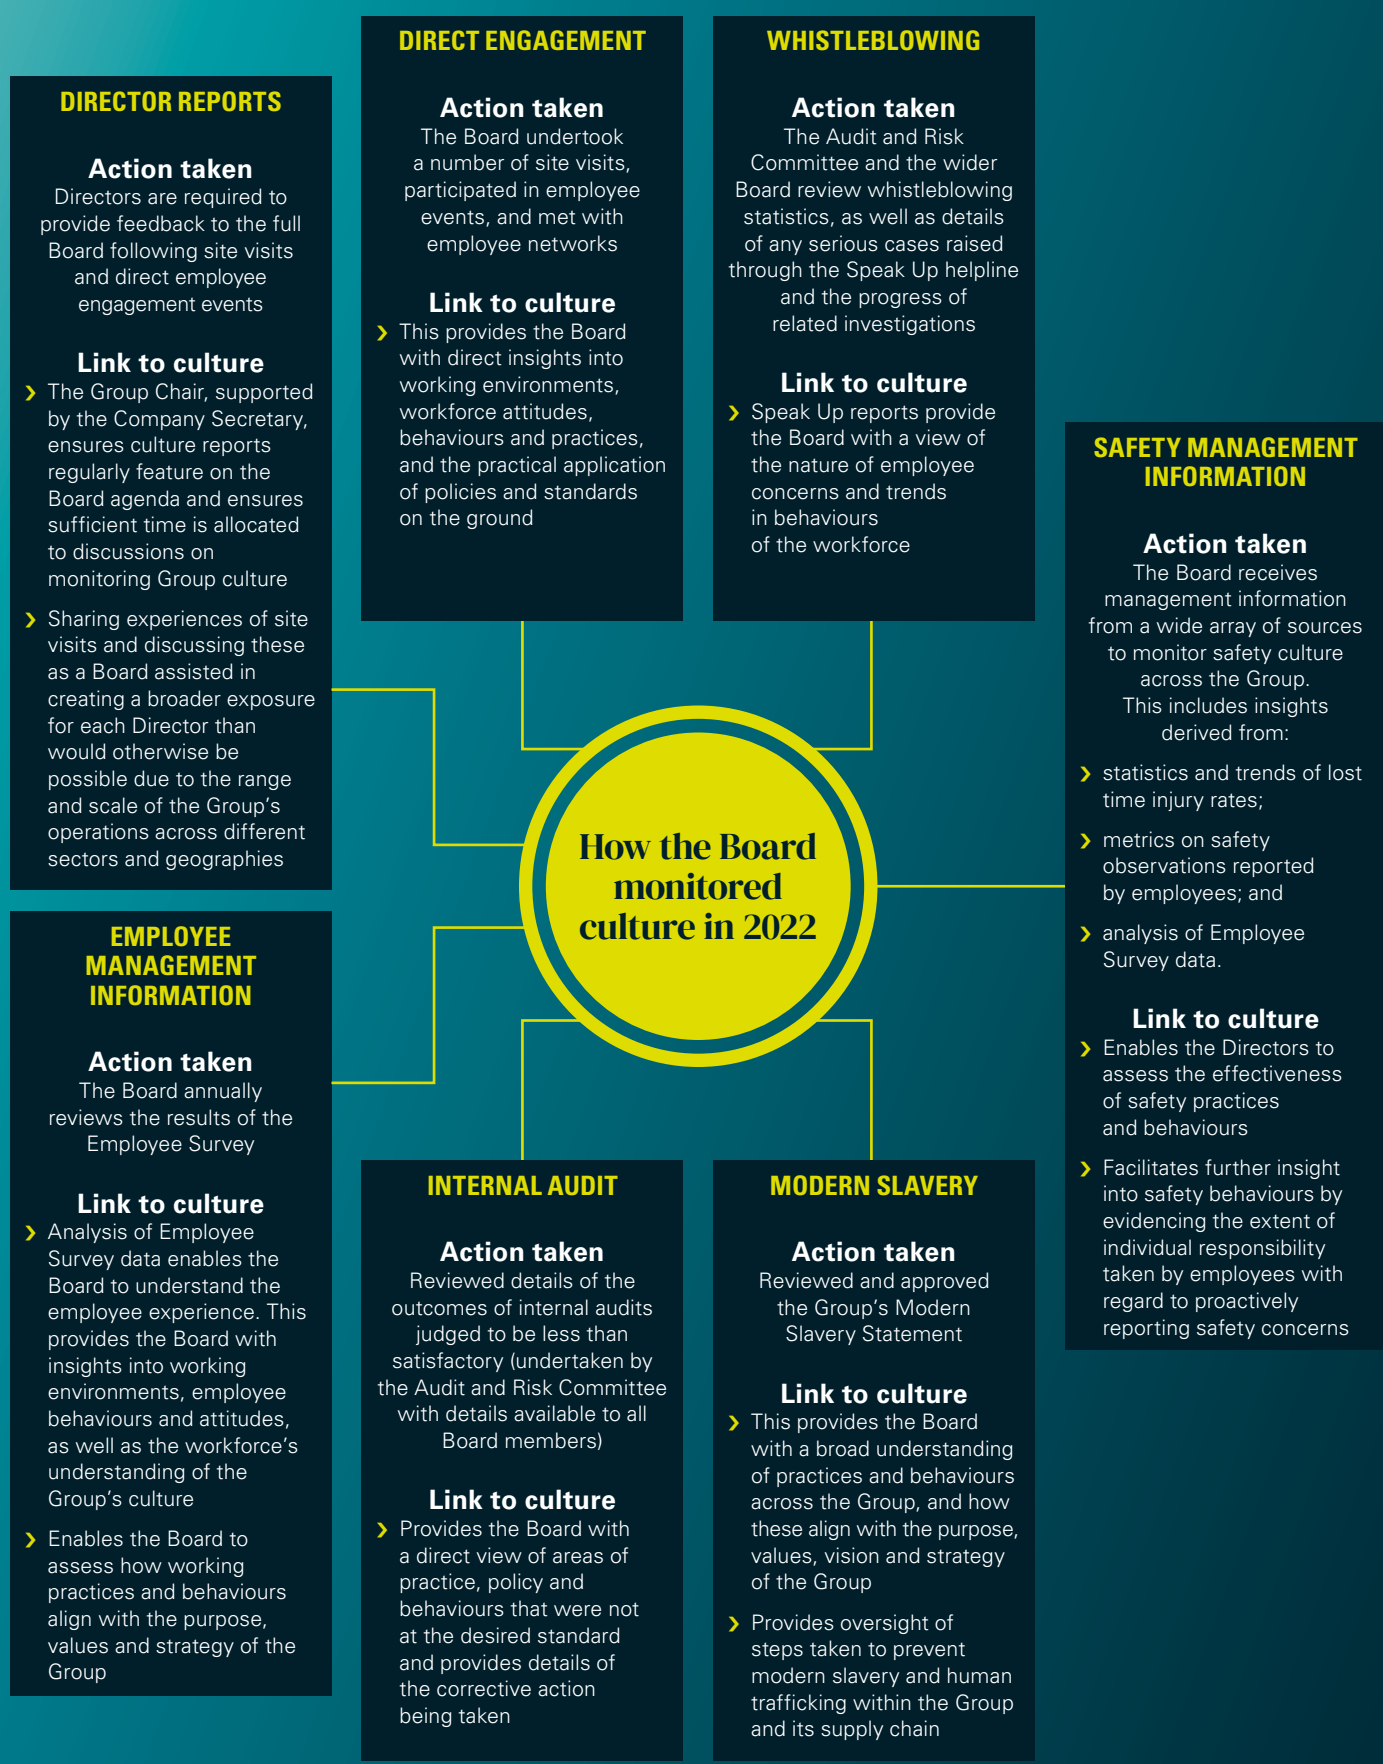 DIRECTOR REPORTS
Action taken
Directors are required to
provide feedback to the full
Board following site visits
and direct employee
engagement events
Link to culture
› The Group Chair, supported
by the Company Secretary,
ensures culture reports
regularly feature on the
Board agenda and ensures
sufficient time is allocated
to discussions on
monitoring Group culture
› Sharing experiences of site
visits and discussing these
as a Board assisted in
creating a broader exposure
for each Director than
would otherwise be
possible due to the range
and scale of the Group’s
operations across different
sectors and geographies
DIRECT ENGAGEMENT
Action taken
The Board undertook
a number of site visits,
participated in employee
events, and met with
employee networks
Link to culture
› This provides the Board
with direct insights into
working environments,
workforce attitudes,
behaviours and practices,
and the practical application
of policies and standards
on the ground
WHISTLEBLOWING
Action taken
The Audit and Risk
Committee and the wider
Board review whistleblowing
statistics, as well as details
of any serious cases raised
through the Speak Up helpline
and the progress of
related investigations
Link to culture
› Speak Up reports provide
the Board with a view of
the nature of employee
concerns and trends
in behaviours
of the workforce
SAFETY MANAGEMENT
INFORMATION
Action taken
The Board receives
management information
from a wide array of sources
to monitor safety culture
across the Group.
This includes insights
derived from:
› statistics and trends of lost
time injury rates;
› metrics on safety
observations reported
by employees; and
› analysis of Employee
Survey data.
Link to culture
› Enables the Directors to
assess the effectiveness
of safety practices
and behaviours
› Facilitates further insight
into safety behaviours by
evidencing the extent of
individual responsibility
taken by employees with
regard to proactively
reporting safety concerns
How the Board
monitored
culture in 2022
EMPLOYEE
MANAGEMENT
INFORMATION
Action taken
The Board annually
reviews the results of the
Employee Survey
Link to culture
› Analysis of Employee
Survey data enables the
Board to understand the
employee experience. This
provides the Board with
insights into working
environments, employee
behaviours and attitudes,
as well as the workforce’s
understanding of the
Group’s culture
› Enables the Board to
assess how working
practices and behaviours
align with the purpose,
values and strategy of the
Group
INTERNAL AUDIT
Action taken
Reviewed details of the
outcomes of internal audits
judged to be less than
satisfactory (undertaken by
the Audit and Risk Committee
with details available to all
Board members)
Link to culture
› Provides the Board with
a direct view of areas of
practice, policy and
behaviours that were not
at the desired standard
and provides details of
the corrective action
being taken
MODERN SLAVERY
Action taken
Reviewed and approved
the Group’s Modern
Slavery Statement
Link to culture
› This provides the Board
with a broad understanding
of practices and behaviours
across the Group, and how
these align with the purpose,
values, vision and strategy
of the Group
› Provides oversight of
steps taken to prevent
modern slavery and human
trafficking within the Group
and its supply chain